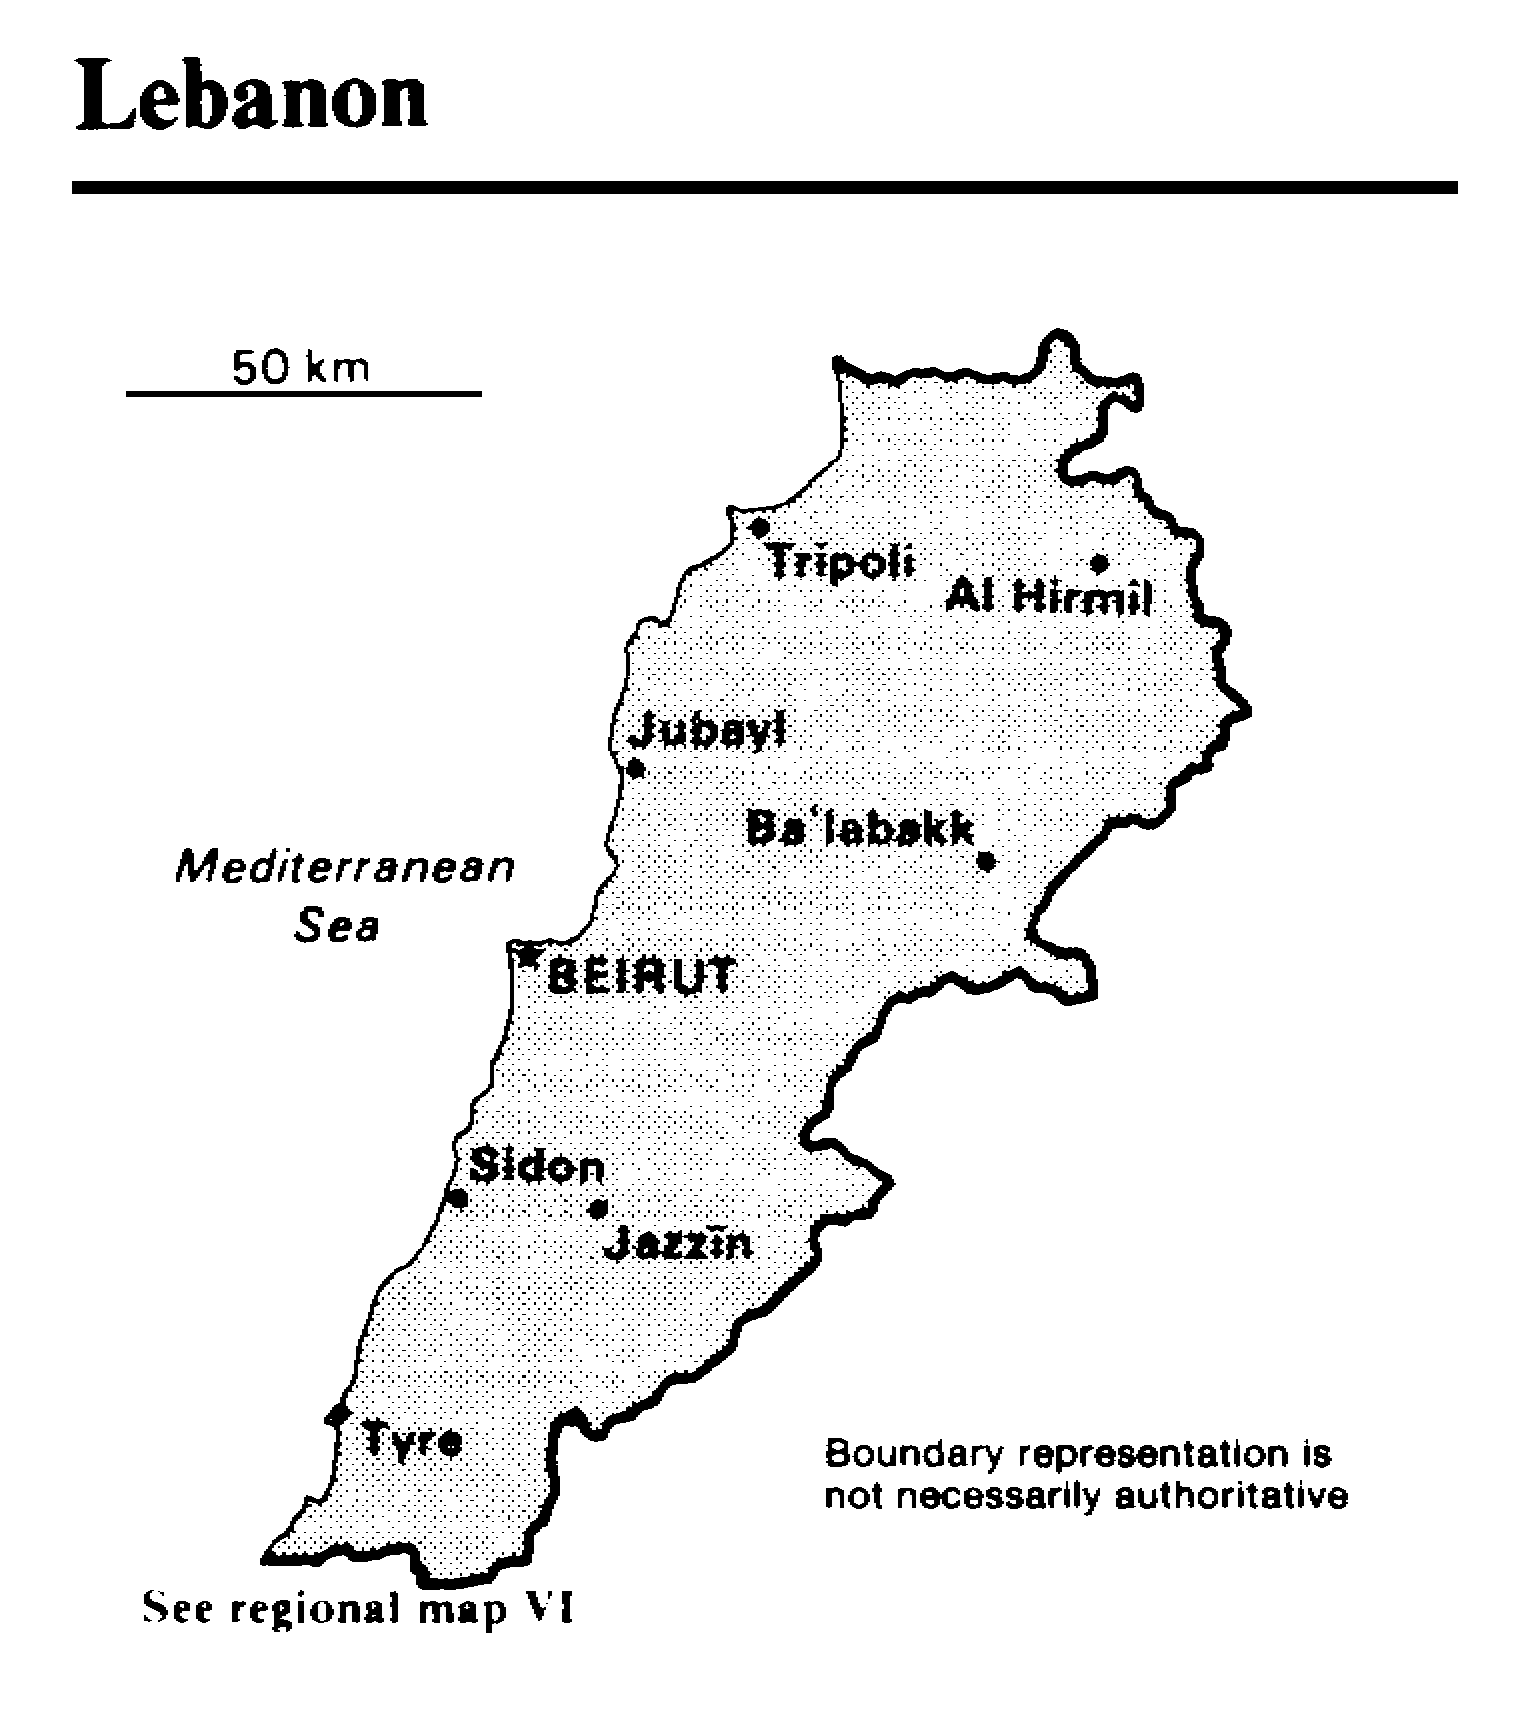 Lebanon
50 km
Tripoli
Al Hirmil
Jubayl
Ba'labakk
Mediterranean
Sea
BEIRUT
Sidon
Jazzīn
Tyre
Boundary representation is
not necessarily authoritative
See regional map VI